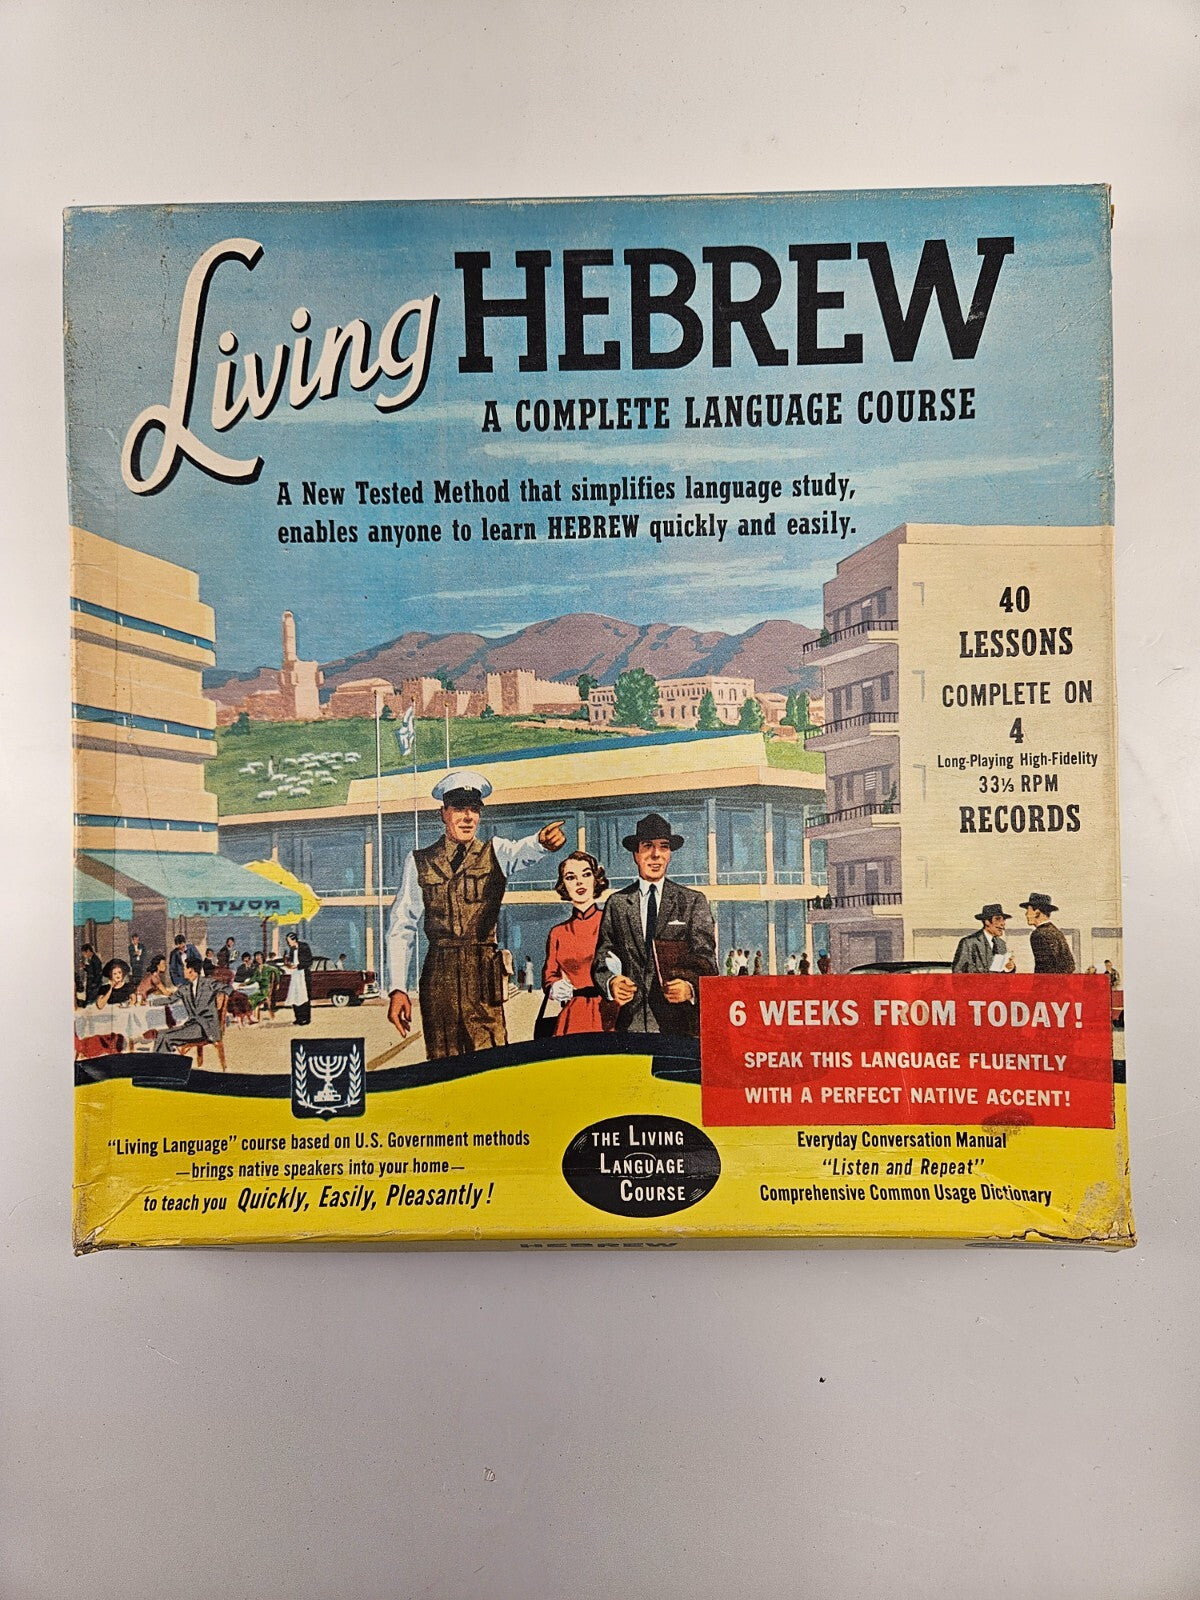 Living HEBREW
A COMPLETE LANGUAGE COURSE
A New Tested Method that simplifies language study,
enables anyone to learn HEBREW quickly and easily.
40
LESSONS
COMPLETE ON
4
Long-Playing High-Fidelity
33⅓ RPM
RECORDS
מסעדה
6 WEEKS FROM TODAY!
SPEAK THIS LANGUAGE FLUENTLY
WITH A PERFECT NATIVE ACCENT!
"Living Language" course based on U.S. Government methods
—brings native speakers into your home—
to teach you Quickly, Easily, Pleasantly!
THE LIVING
LANGUAGE
COURSE
Everyday Conversation Manual
"Listen and Repeat"
Comprehensive Common Usage Dictionary
HEBREW